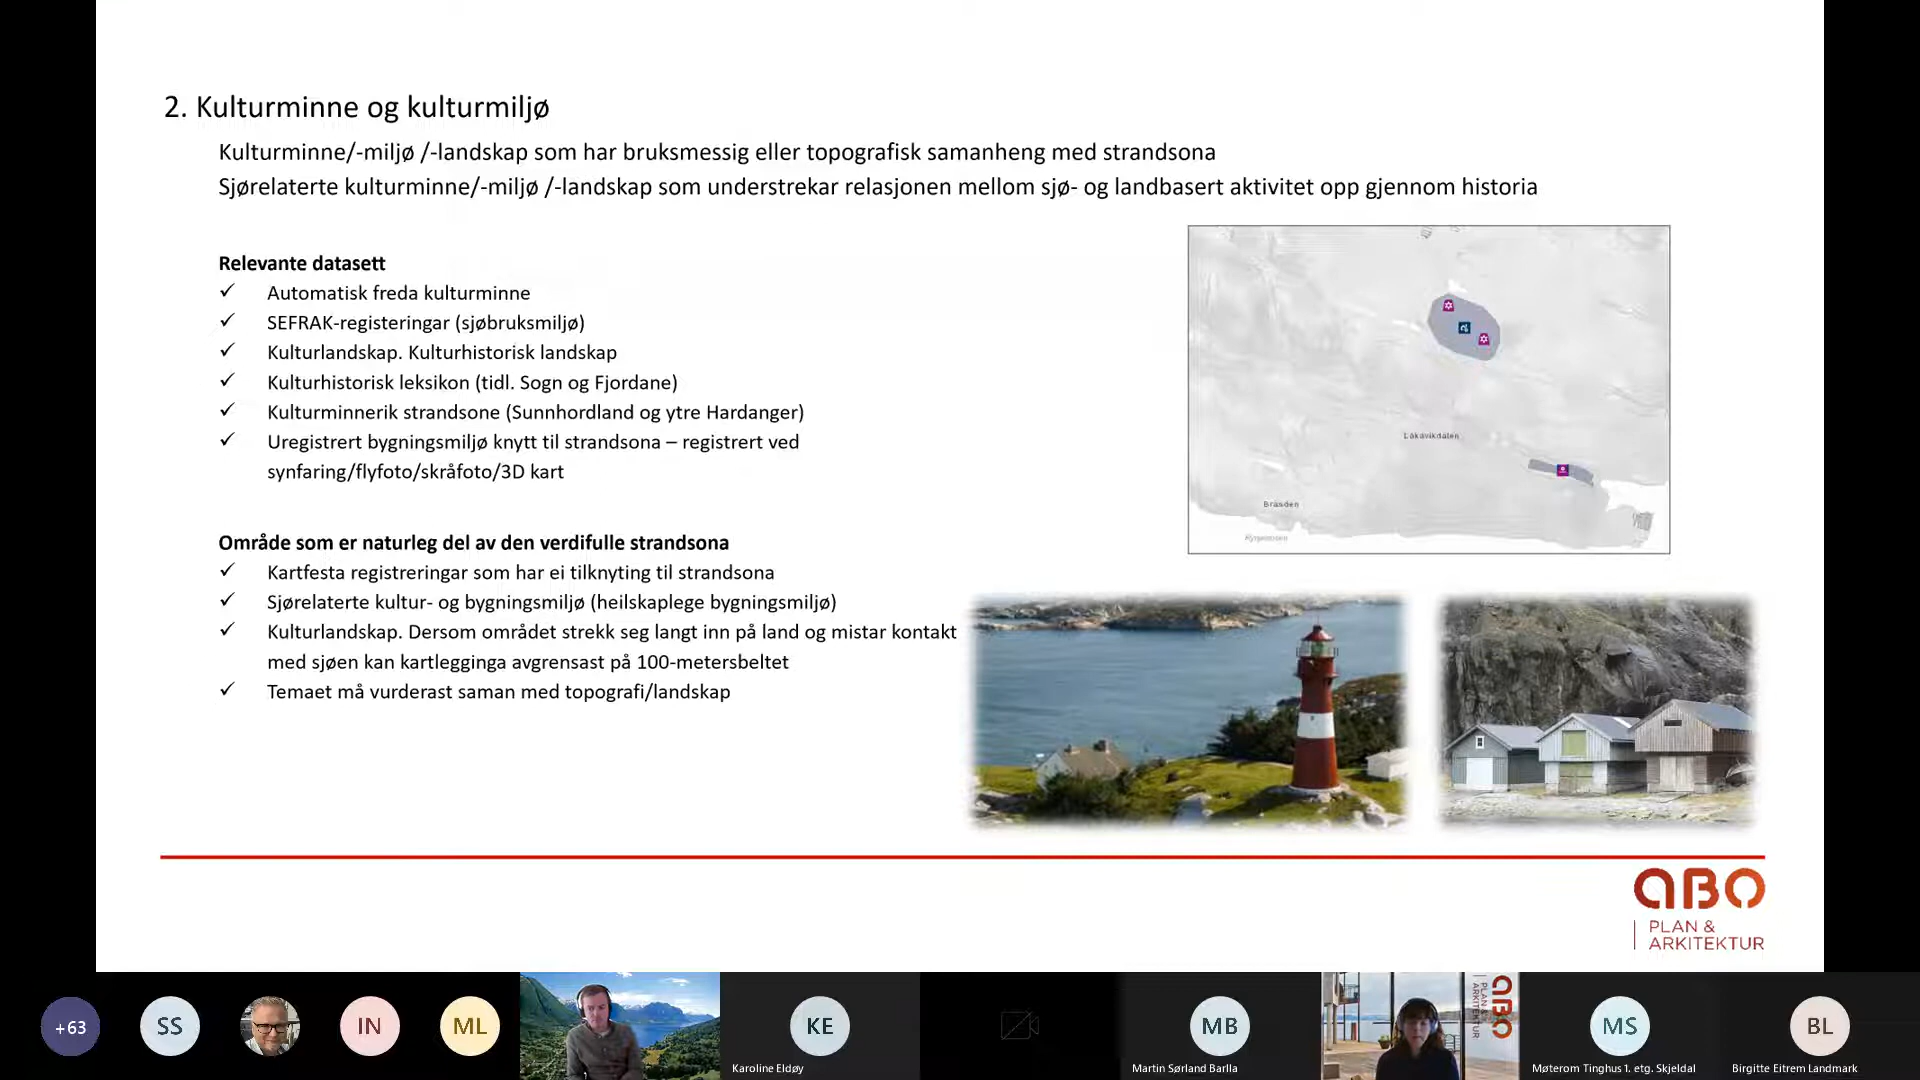 2. Kulturminne og kulturmiljø
Kulturminne/-miljø /-landskap som har bruksmessig eller topografisk samanheng med strandsona
Sjørelaterte kulturminne/-miljø /-landskap som understrekar relasjonen mellom sjø- og landbasert aktivitet opp gjennom historia
Relevante datasett
✓ Automatisk freda kulturminne
✓ SEFRAK-registeringar (sjøbruksmiljø)
✓ Kulturlandskap. Kulturhistorisk landskap
✓ Kulturhistorisk leksikon (tidl. Sogn og Fjordane)
✓ Kulturminnerik strandsone (Sunnhordland og ytre Hardanger)
✓ Uregistrert bygningsmiljø knytt til strandsona – registrert ved
synfaring/flyfoto/skråfoto/3D kart
Område som er naturleg del av den verdifulle strandsona
✓ Kartfesta registreringar som har ei tilknyting til strandsona
✓ Sjørelaterte kultur- og bygningsmiljø (heilskaplege bygningsmiljø)
✓ Kulturlandskap. Dersom området strekk seg langt inn på land og mistar kontakt
med sjøen kan kartlegginga avgrensast på 100-metersbeltet
✓ Temaet må vurderast saman med topografi/landskap
Lokavikdalen
Branden
ABO
PLAN &
ARKITEKTUR
+63
SS
IN
ML
KE
Karoline Eldøy
MB
Martin Sørland Barlla
ABO
PLAN &
ARKITEKTUR
MS
Møterom Tinghus 1. etg. Skjeldal
BL
Birgitte Eitrem Landmark